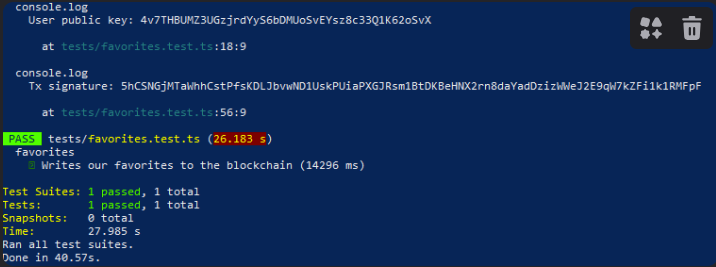 console.log
User public key: 4v7THBUMZ3UGzjrdYyS6bDMUoSvEYsz8c33Q1K62oSvX
at tests/favorites.test.ts:18:9
console.log
Tx signature: 5hCSNGjMTaWhhCstPfsKDLJbvwND1UskPUiaPXGJRsm1BtDKBeHNX2rn8daYadDzizWWeJ2E9qW7kZFi1k1RMFpF
at tests/favorites.test.ts:56:9
PASS tests/favorites.test.ts (26.183 s)
favorites
Writes our favorites to the blockchain (14296 ms)
Test Suites: 1 passed, 1 total
Tests: 1 passed, 1 total
Snapshots: 0 total
Time: 27.985 s
Ran all test suites.
Done in 40.57s.